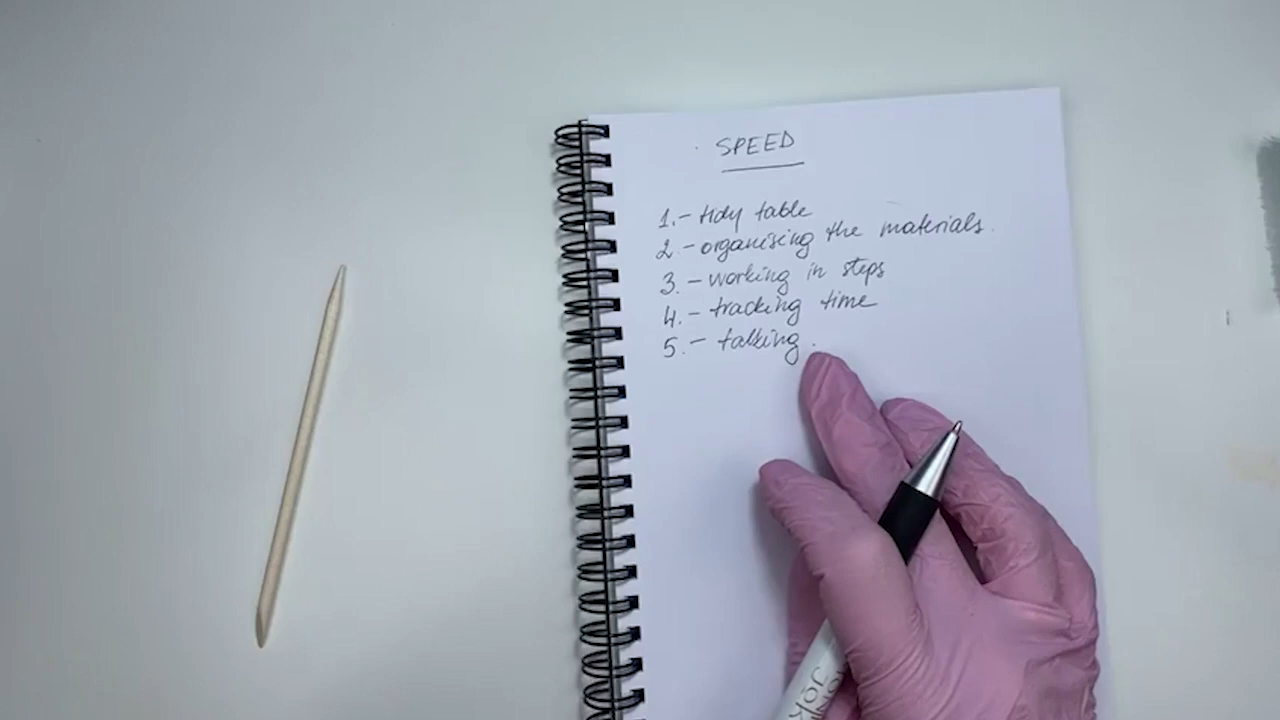 SPEED
1.- tidy table
2.- organising the materials.
3.- working in steps
4.- tracking time
5.- talking.